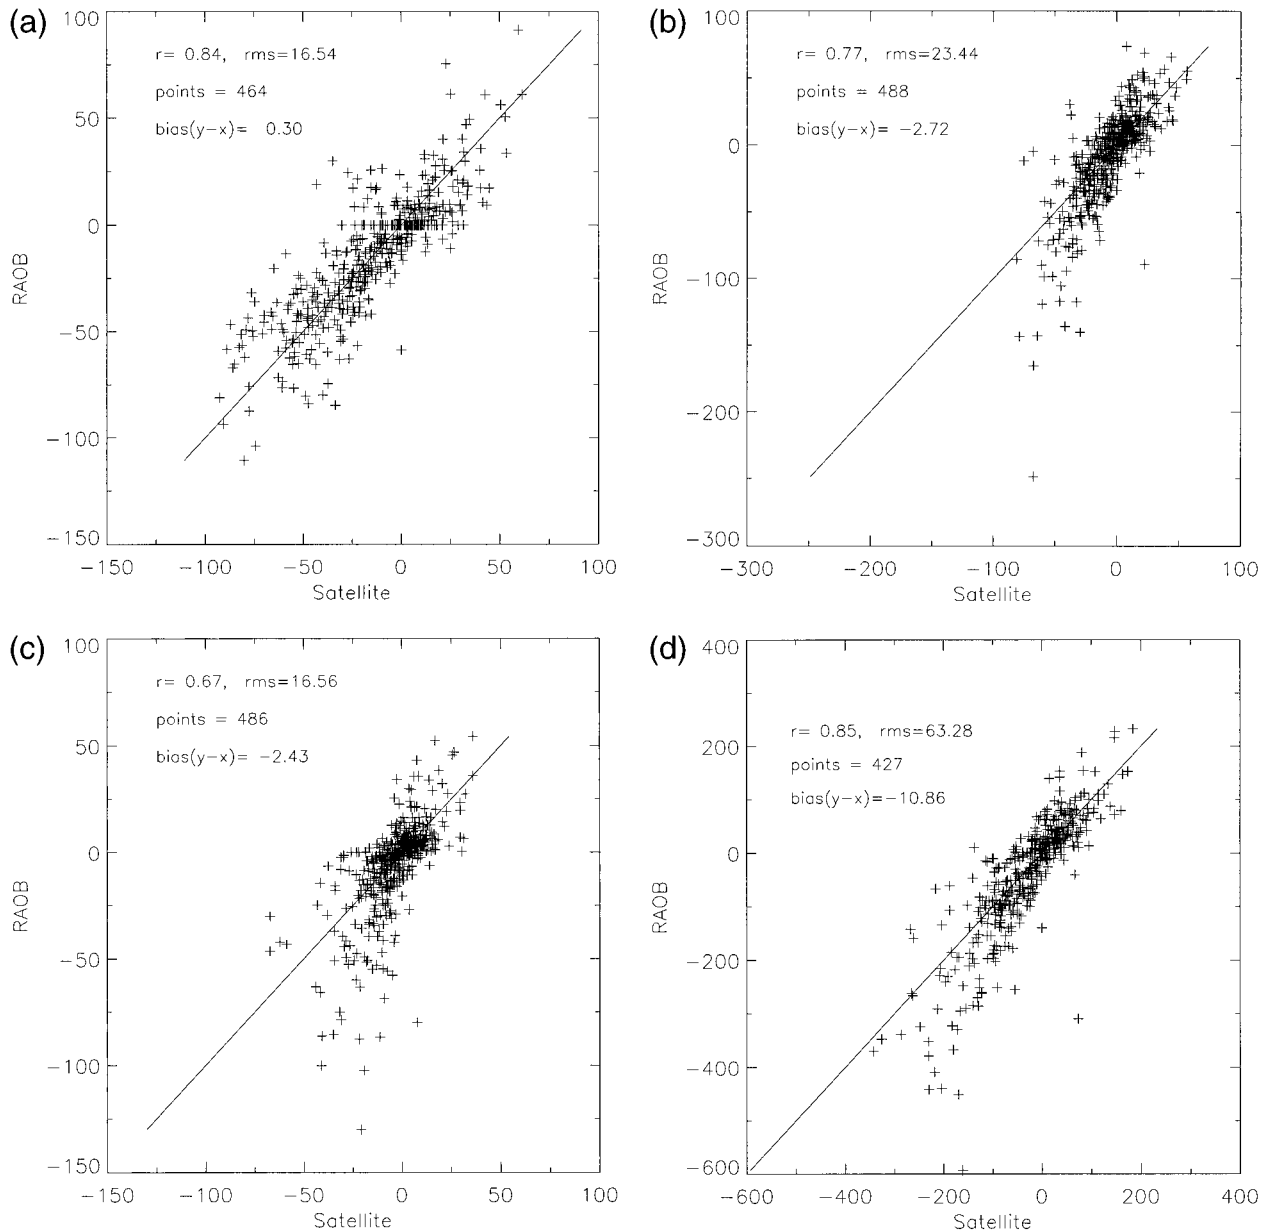 (a)
100
r= 0.84, rms=16.54
points = 464
bias(y−x)= 0.30
50
0
RAOB
−50
−100
−150
−150 −100 −50 0 50 100
Satellite
(b)
100
r= 0.77, rms=23.44
points = 488
bias(y−x)= −2.72
0
RAOB
−100
−200
−300
−300 −200 −100 0 100
Satellite
(c)
100
r= 0.67, rms=16.56
points = 486
bias(y−x)= −2.43
50
0
RAOB
−50
−100
−150
−150 −100 −50 0 50 100
Satellite
(d)
400
r= 0.85, rms=63.28
points = 427
bias(y−x)=−10.86
200
0
RAOB
−200
−400
−600
−600 −400 −200 0 200 400
Satellite